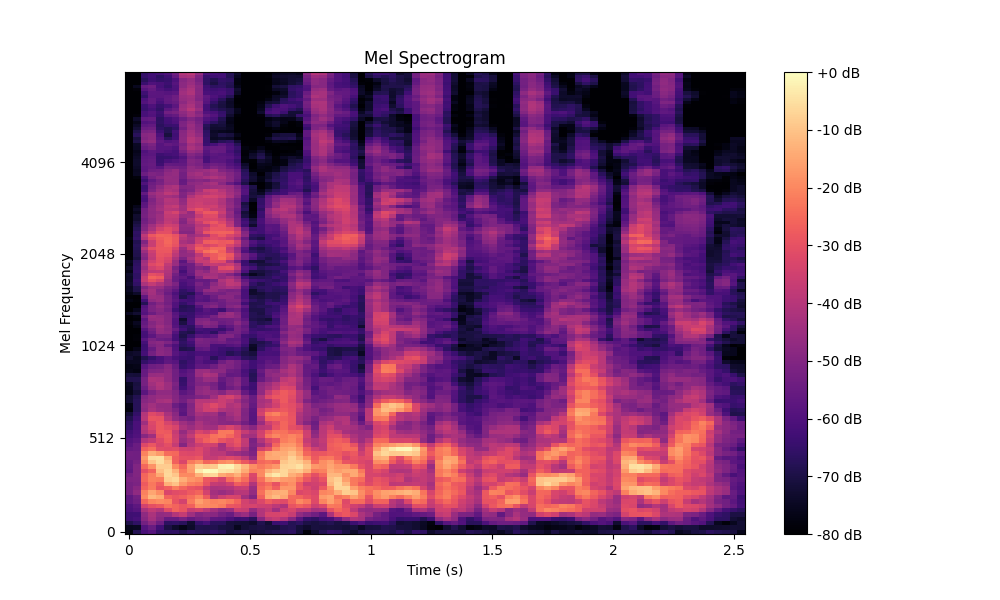 Mel Spectrogram
+0 dB
-10 dB
-20 dB
-30 dB
-40 dB
-50 dB
-60 dB
-70 dB
-80 dB
Mel Frequency
4096
2048
1024
512
0
0 0.5 1 1.5 2 2.5
Time (s)